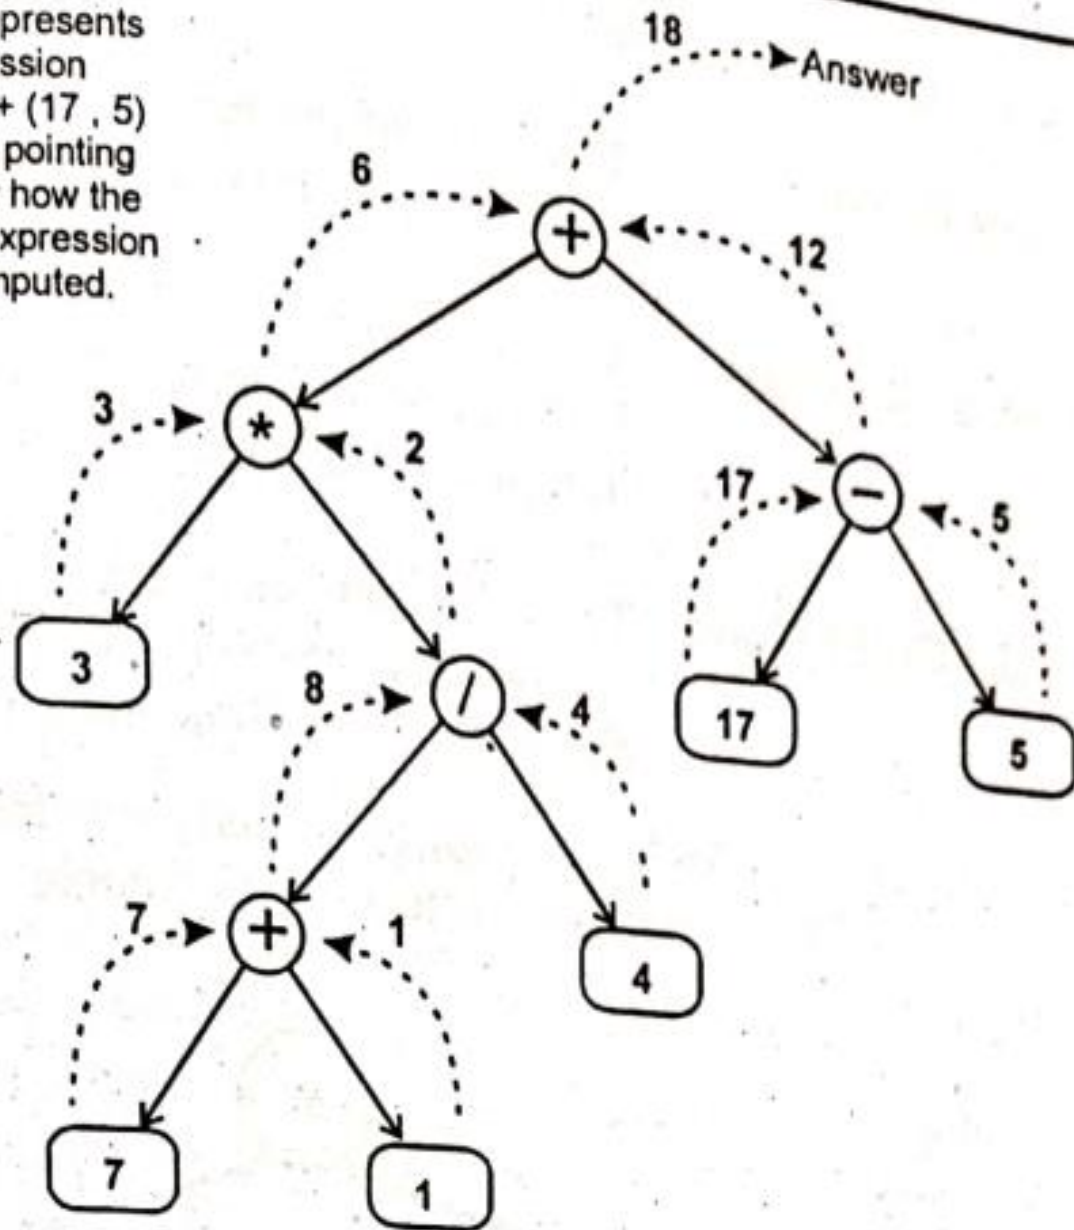 presents
ssion
+ (17 , 5)
pointing
how the
xpression
nputed.
18
Answer
6
+
12
3
*
2
17
−
5
3
8
/
4
17
5
7
+
1
4
7
1